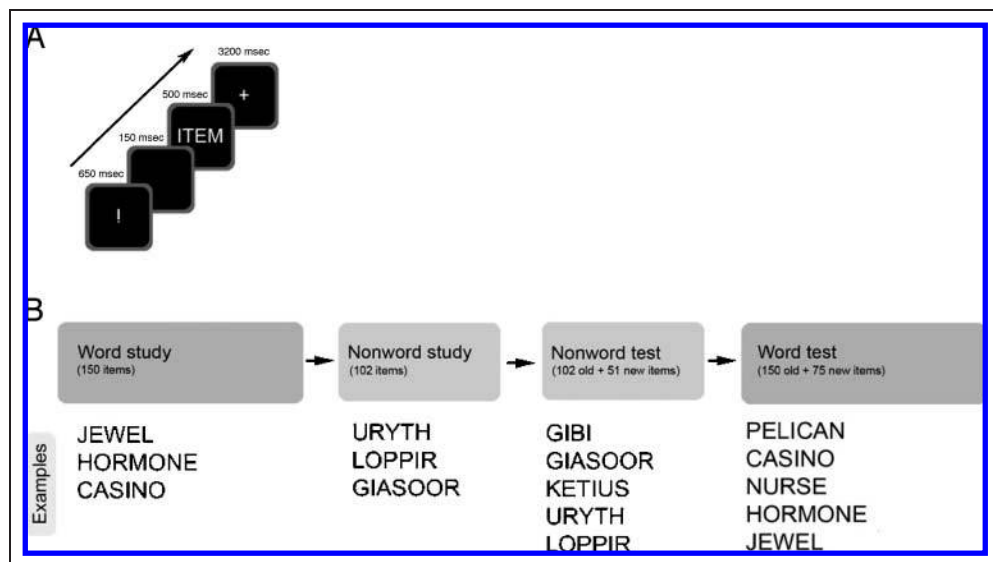 A
3200 msec
+
500 msec
ITEM
150 msec
650 msec
!
B
Word study
(150 items)
Nonword study
(102 items)
Nonword test
(102 old + 51 new items)
Word test
(150 old + 75 new items)
Examples
JEWEL
HORMONE
CASINO
URYTH
LOPPIR
GIASOOR
GIBI
GIASOOR
KETIUS
URYTH
LOPPIR
PELICAN
CASINO
NURSE
HORMONE
JEWEL